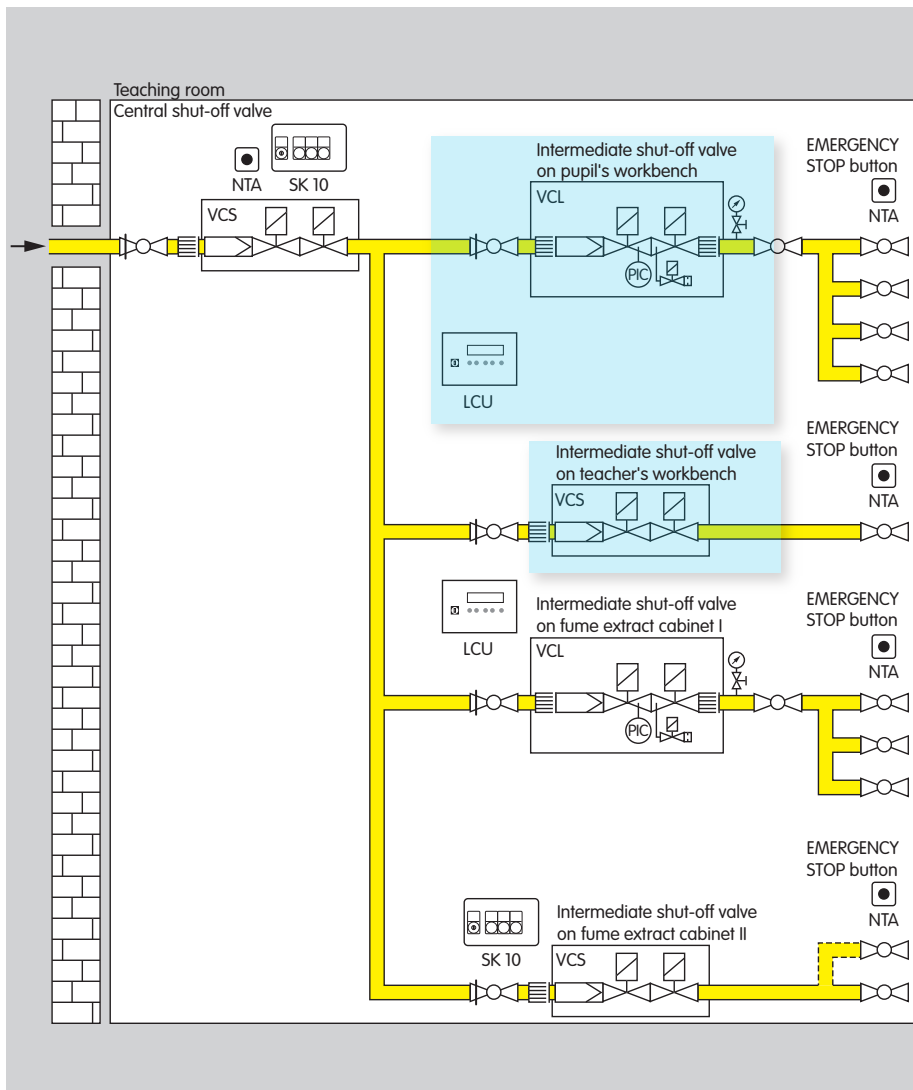 Teaching room
Central shut-off valve
NTA
SK 10
VCS
Intermediate shut-off valve
on pupil's workbench
VCL
PIC
LCU
EMERGENCY
STOP button
NTA
Intermediate shut-off valve
on teacher's workbench
VCS
EMERGENCY
STOP button
NTA
LCU
Intermediate shut-off valve
on fume extract cabinet I
VCL
PIC
EMERGENCY
STOP button
NTA
SK 10
Intermediate shut-off valve
on fume extract cabinet II
VCS
EMERGENCY
STOP button
NTA